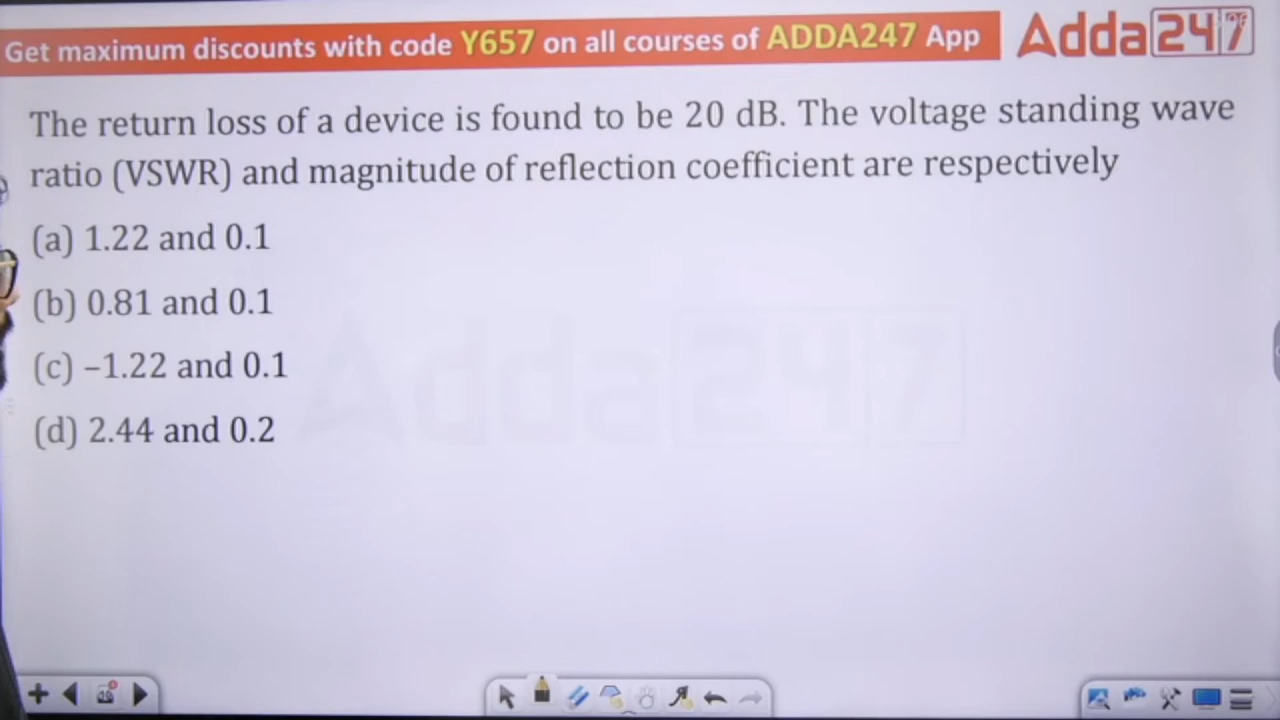 Get maximum discounts with code Y657 on all courses of ADDA247 App
Adda247
The return loss of a device is found to be 20 dB. The voltage standing wave
ratio (VSWR) and magnitude of reflection coefficient are respectively
(a) 1.22 and 0.1
(b) 0.81 and 0.1
(c) –1.22 and 0.1
(d) 2.44 and 0.2
Adda247